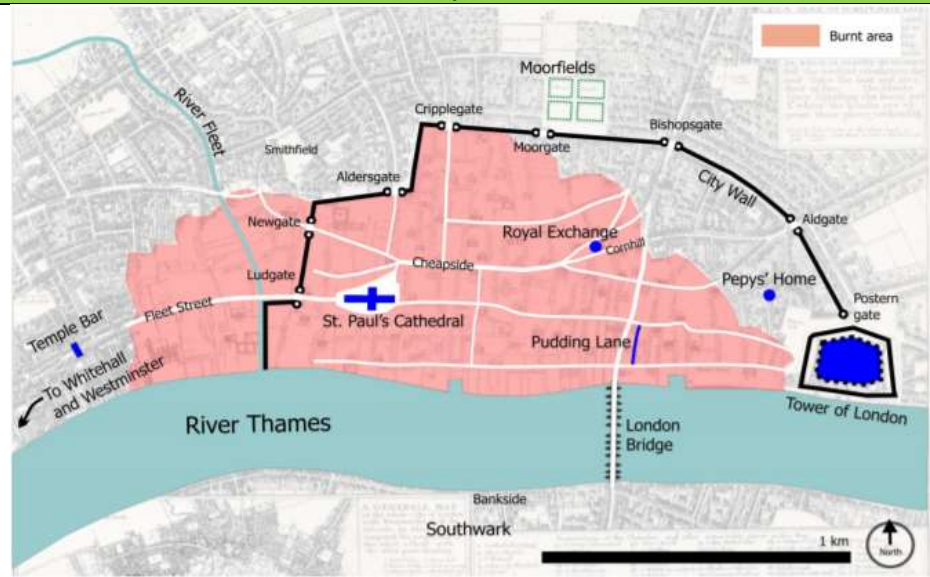 Burnt area
Moorfields
Cripplegate
Bishopsgate
Moorgate
River Fleet
Smithfield
Aldersgate
City Wall
Aldgate
Newgate
Royal Exchange
Cornhill
Cheapside
Ludgate
Pepys' Home
Fleet Street
St. Paul's Cathedral
Postern
gate
Temple Bar
Pudding Lane
To Whitehall
and Westminster
Tower of London
River Thames
London
Bridge
Bankside
Southwark
1 km
North